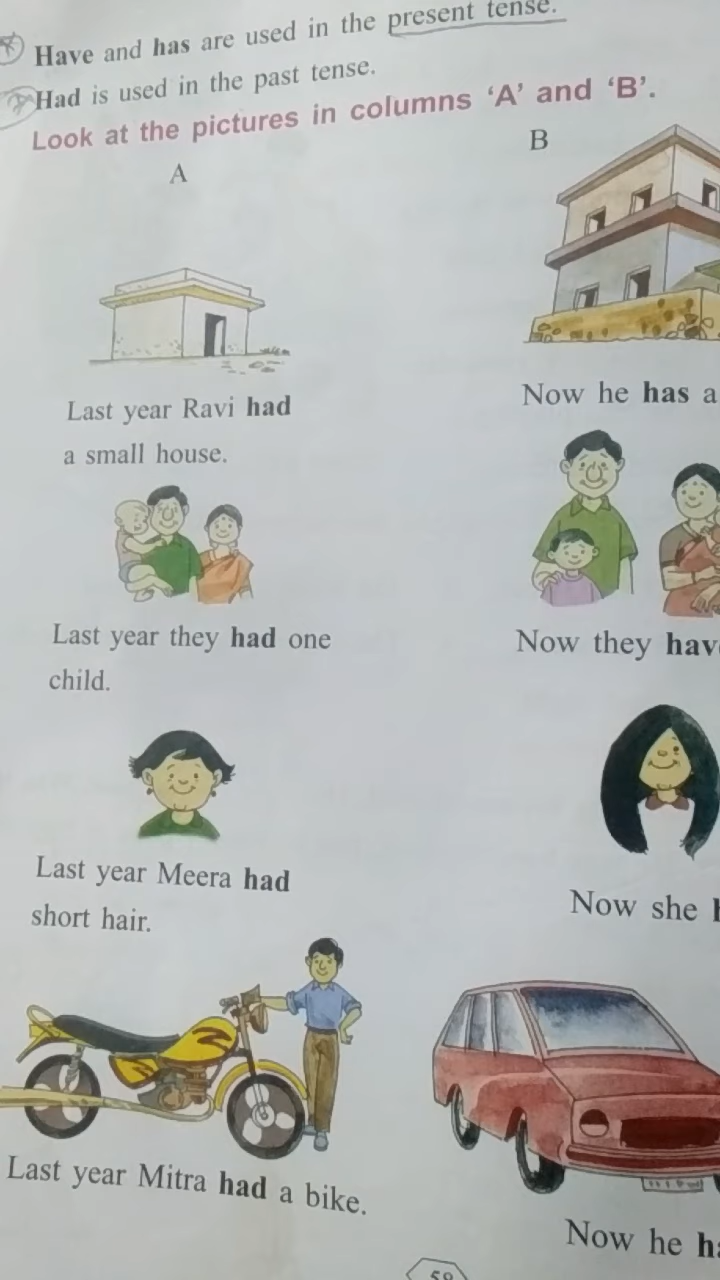 Have and has are used in the present tense.
Had is used in the past tense.
Look at the pictures in columns ‘A’ and ‘B’.
A
B
Last year Ravi had
a small house.
Now he has a
Last year they had one
child.
Now they have
Last year Meera had
short hair.
Now she
Last year Mitra had a bike.
Now he